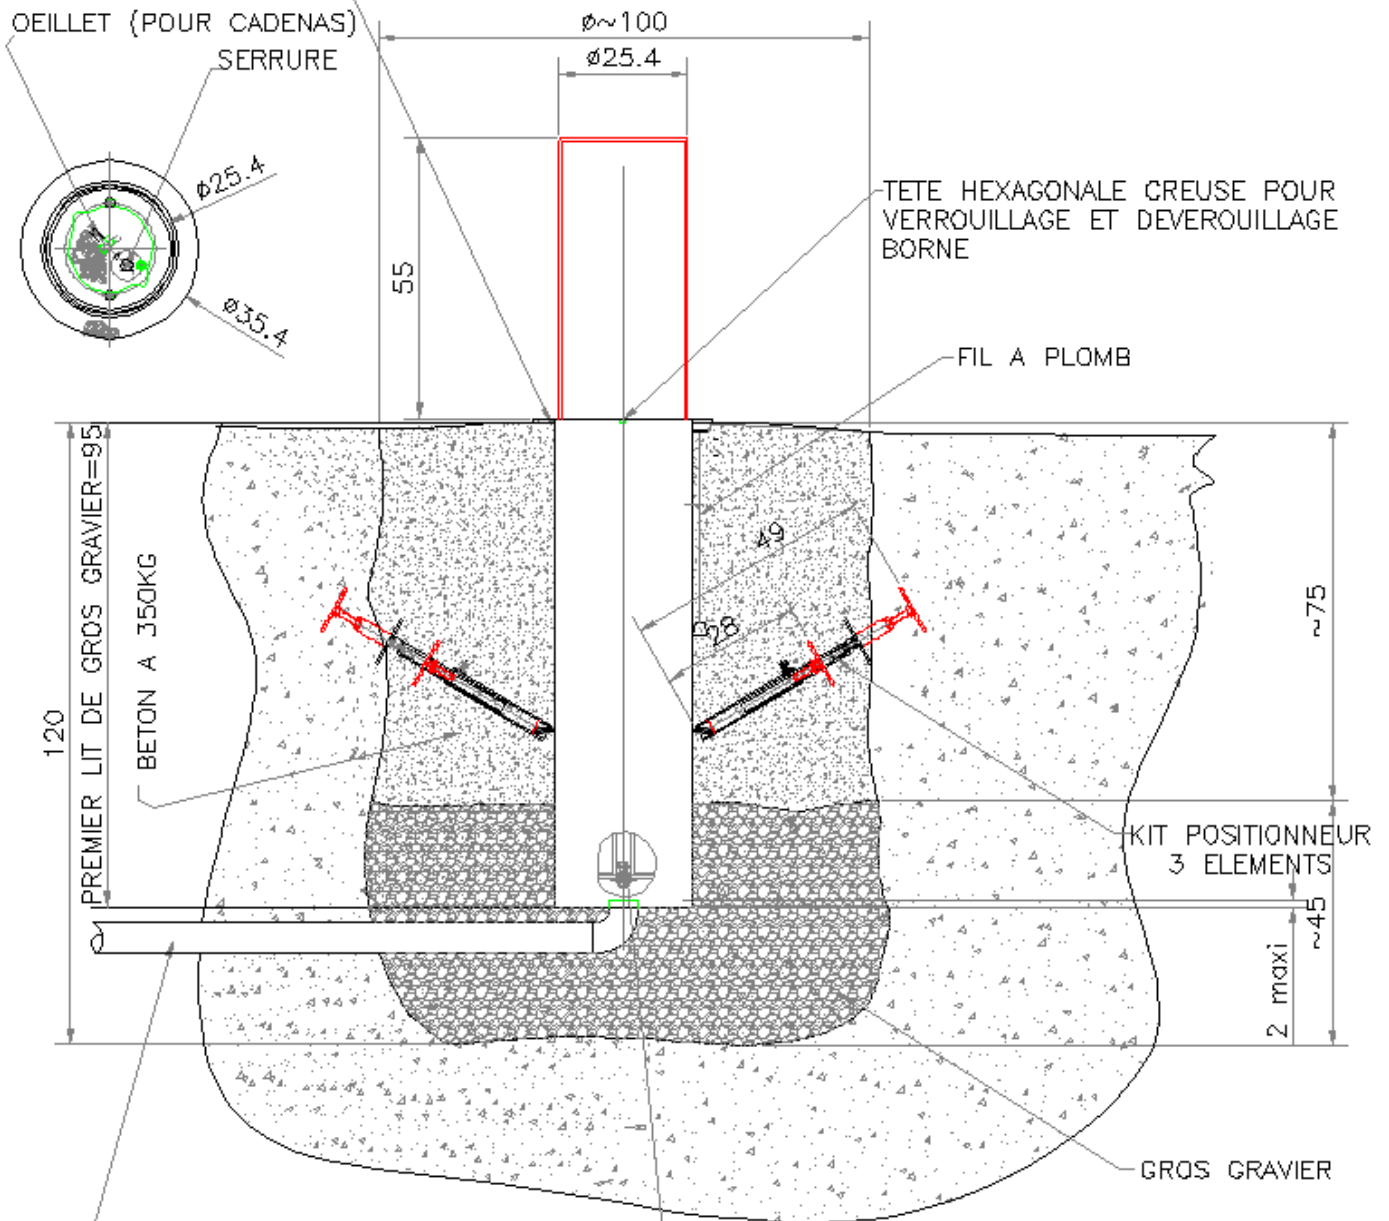 OEILLET (POUR CADENAS)
SERRURE
ø~100
ø25.4
ø25.4
ø35.4
55
TETE HEXAGONALE CREUSE POUR
VERROUILLAGE ET DEVEROUILLAGE
BORNE
FIL A PLOMB
PREMIER LIT DE GROS GRAVIER=95
BETON A 350KG
120
49
28
~75
KIT POSITIONNEUR
3 ELEMENTS
~45
2 maxi
GROS GRAVIER